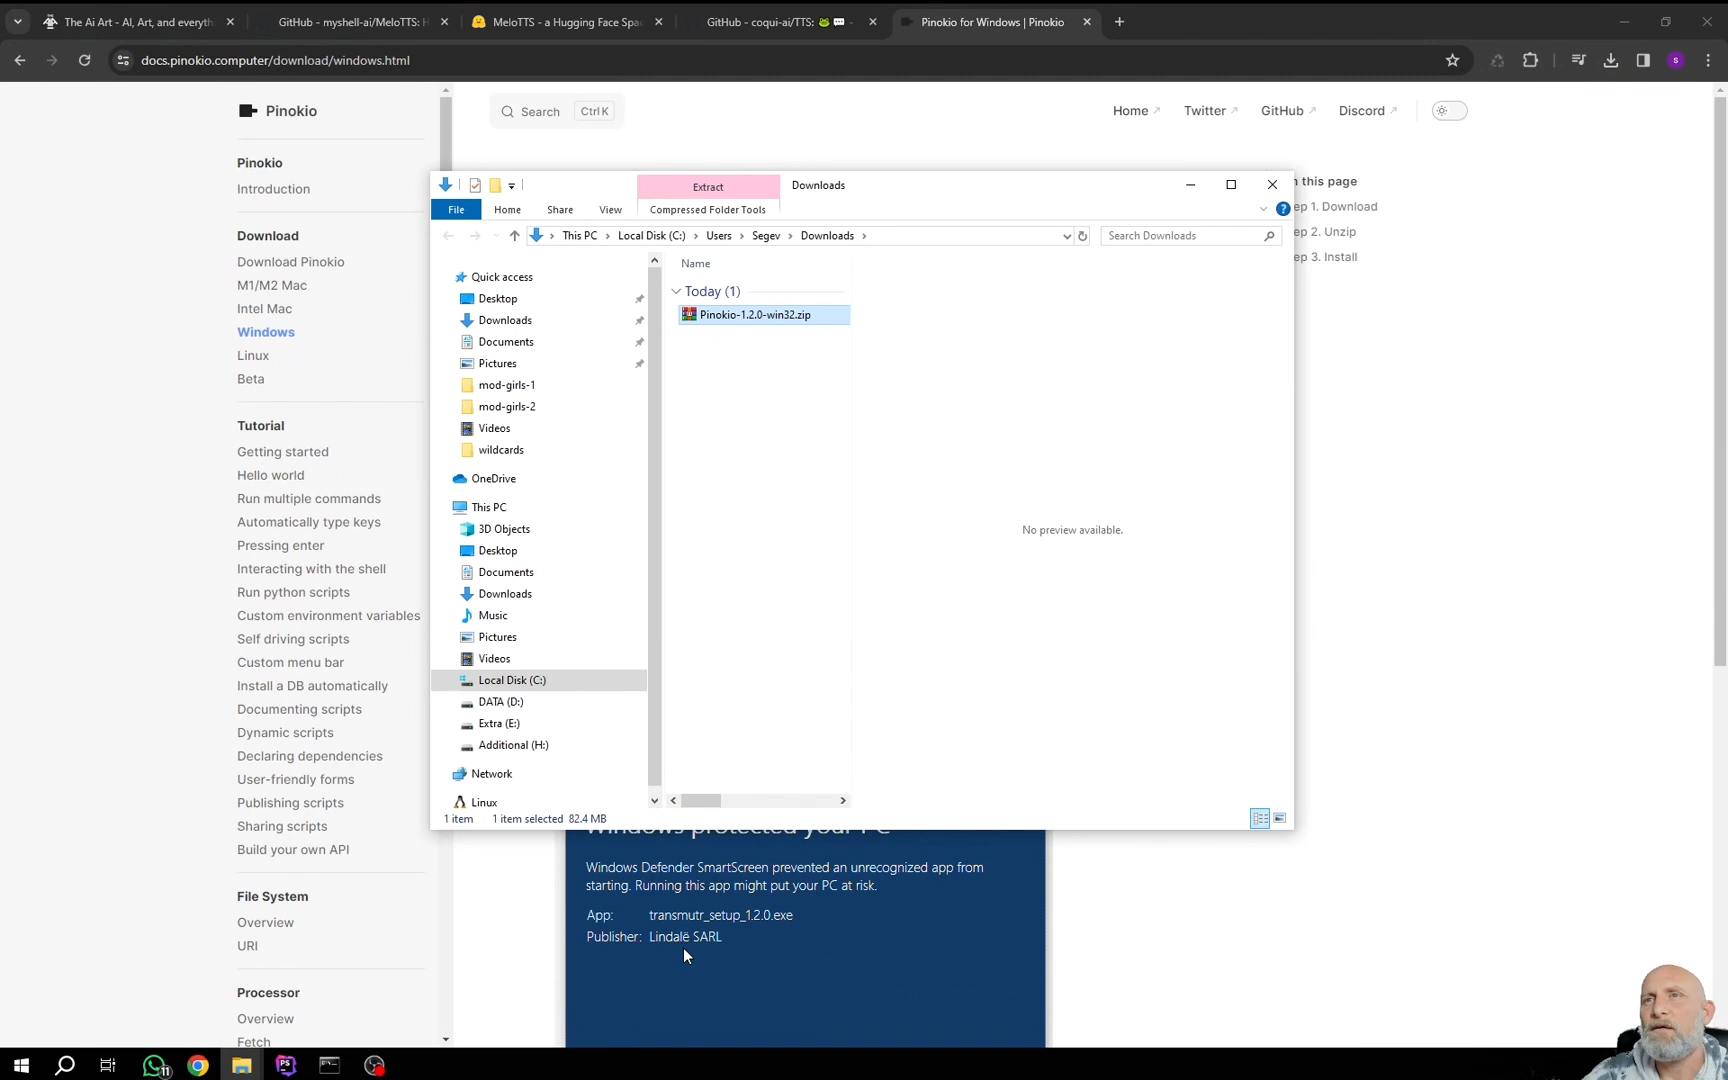 The Ai Art - AI, Art, and everyth
GitHub - myshell-ai/MeloTTS: H
MeloTTS - a Hugging Face Spac
GitHub - coqui-ai/TTS: 🐸💬 -
Pinokio for Windows | Pinokio
docs.pinokio.computer/download/windows.html
S
Pinokio
Search Ctrl K
Home
Twitter
GitHub
Discord
Pinokio
Introduction
Download
Download Pinokio
M1/M2 Mac
Intel Mac
Windows
Linux
Beta
Tutorial
Getting started
Hello world
Run multiple commands
Automatically type keys
Pressing enter
Interacting with the shell
Run python scripts
Custom environment variables
Self driving scripts
Custom menu bar
Install a DB automatically
Documenting scripts
Dynamic scripts
Declaring dependencies
User-friendly forms
Publishing scripts
Sharing scripts
Build your own API
File System
Overview
URI
Processor
Overview
Fetch
n this page
ep 1. Download
ep 2. Unzip
ep 3. Install
Extract
Downloads
File
Home
Share
View
Compressed Folder Tools
This PC > Local Disk (C:) > Users > Segev > Downloads >
Search Downloads
Quick access
Desktop
Downloads
Documents
Pictures
mod-girls-1
mod-girls-2
Videos
wildcards
OneDrive
This PC
3D Objects
Desktop
Documents
Downloads
Music
Pictures
Videos
Local Disk (C:)
DATA (D:)
Extra (E:)
Additional (H:)
Network
Linux
Name
Today (1)
Pinokio-1.2.0-win32.zip
No preview available.
1 item 1 item selected 82.4 MB
Windows protected your PC
Windows Defender SmartScreen prevented an unrecognized app from
starting. Running this app might put your PC at risk.
App: transmutr_setup_1.2.0.exe
Publisher: Lindalë SARL
11
PS